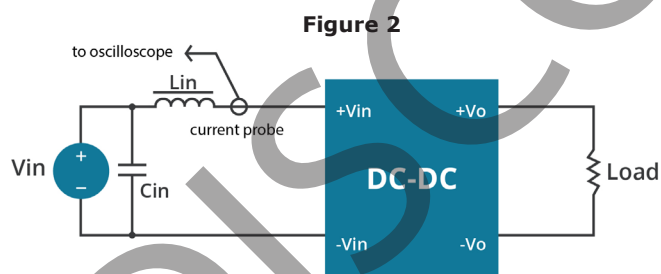 Figure 2
to oscilloscope
Lin
current probe
+Vin
+Vo
Vin
+
−
Cin
DC-DC
Load
-Vin
-Vo